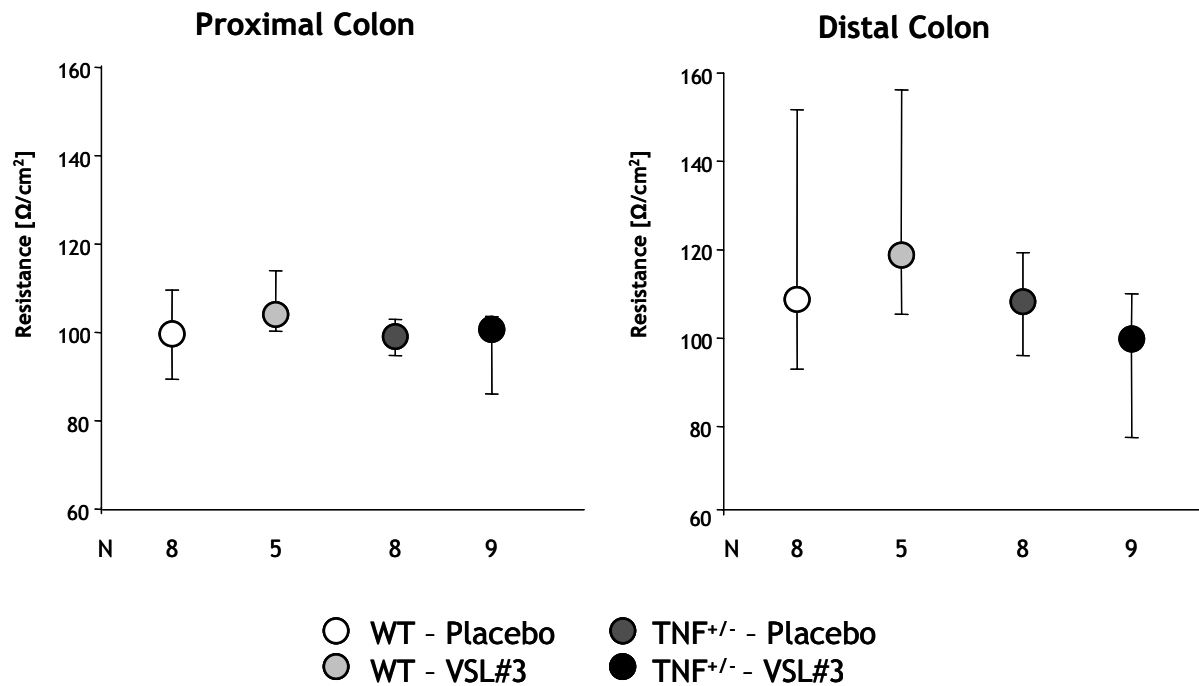 Proximal Colon
Resistance [Ω/cm²]
160
140
120
100
80
60
N 8 5 8 9
Distal Colon
Resistance [Ω/cm²]
160
140
120
100
80
60
N 8 5 8 9
WT - Placebo
WT - VSL#3
TNF⁺/⁻ - Placebo
TNF⁺/⁻ - VSL#3